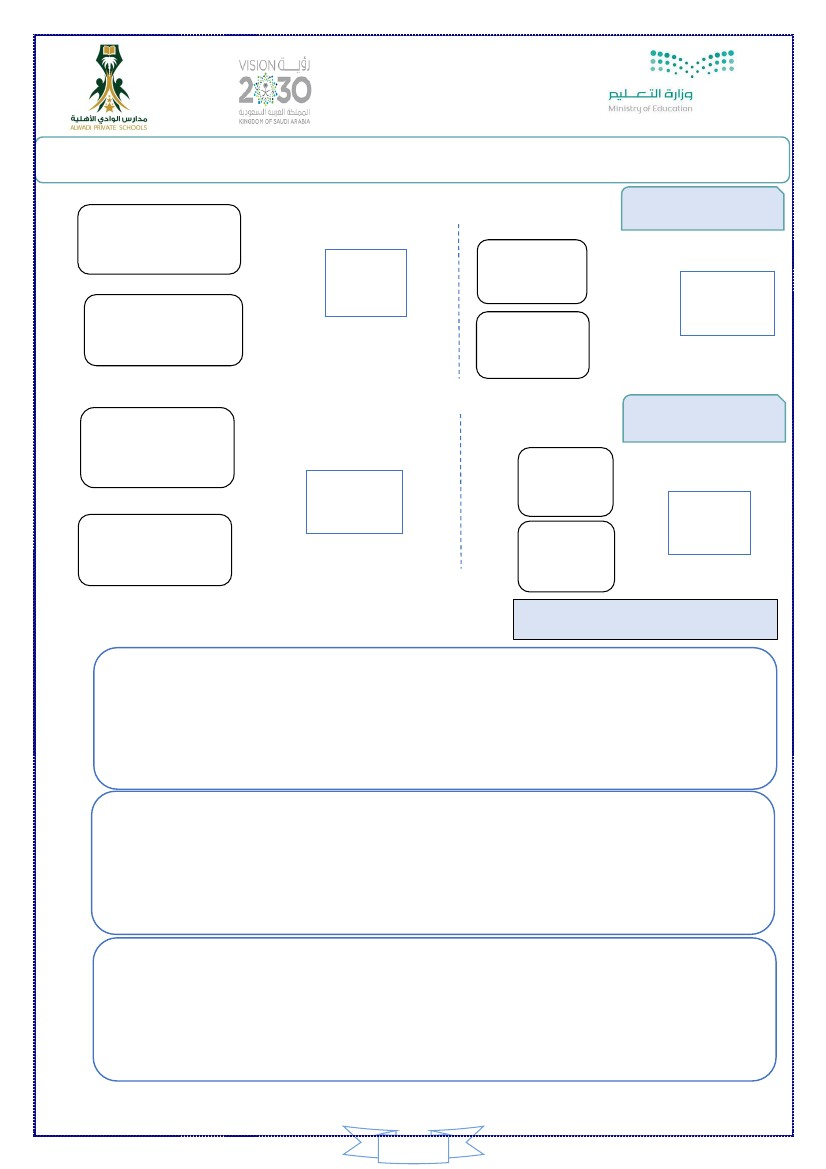 وزارة التعليم
Ministry of Education
VISION رؤيــة
2030
المملكة العربية السعودية
KINGDOM OF SAUDI ARABIA
مدارس الوادي الأهلية
ALWADI PRIVATE SCHOOLS